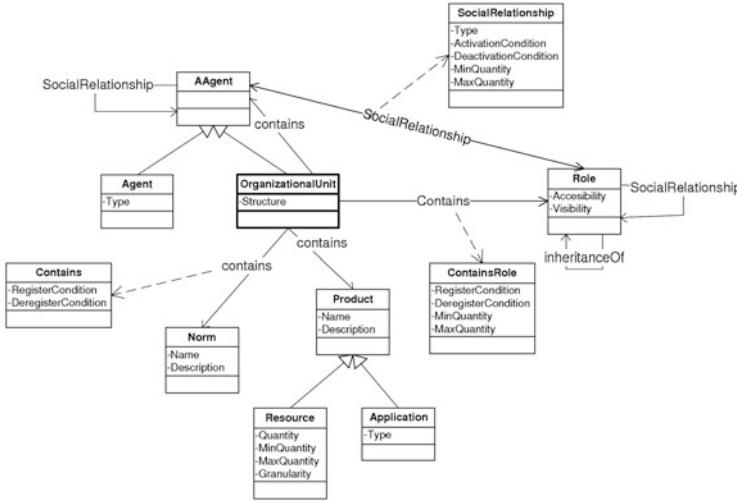 SocialRelationship
-Type
-ActivationCondition
-DeactivationCondition
-MinQuantity
-MaxQuantity
SocialRelationship
AAgent
contains
SocialRelationship
Agent
-Type
OrganizationalUnit
-Structure
Contains
Role
-Accesibility
-Visibility
SocialRelationship
inheritanceOf
contains
contains
Contains
-RegisterCondition
-DeregisterCondition
ContainsRole
-RegisterCondition
-DeregisterCondition
-MinQuantity
-MaxQuantity
Product
-Name
-Description
Norm
-Name
-Description
Resource
-Quantity
-MinQuantity
-MaxQuantity
-Granularity
Application
-Type